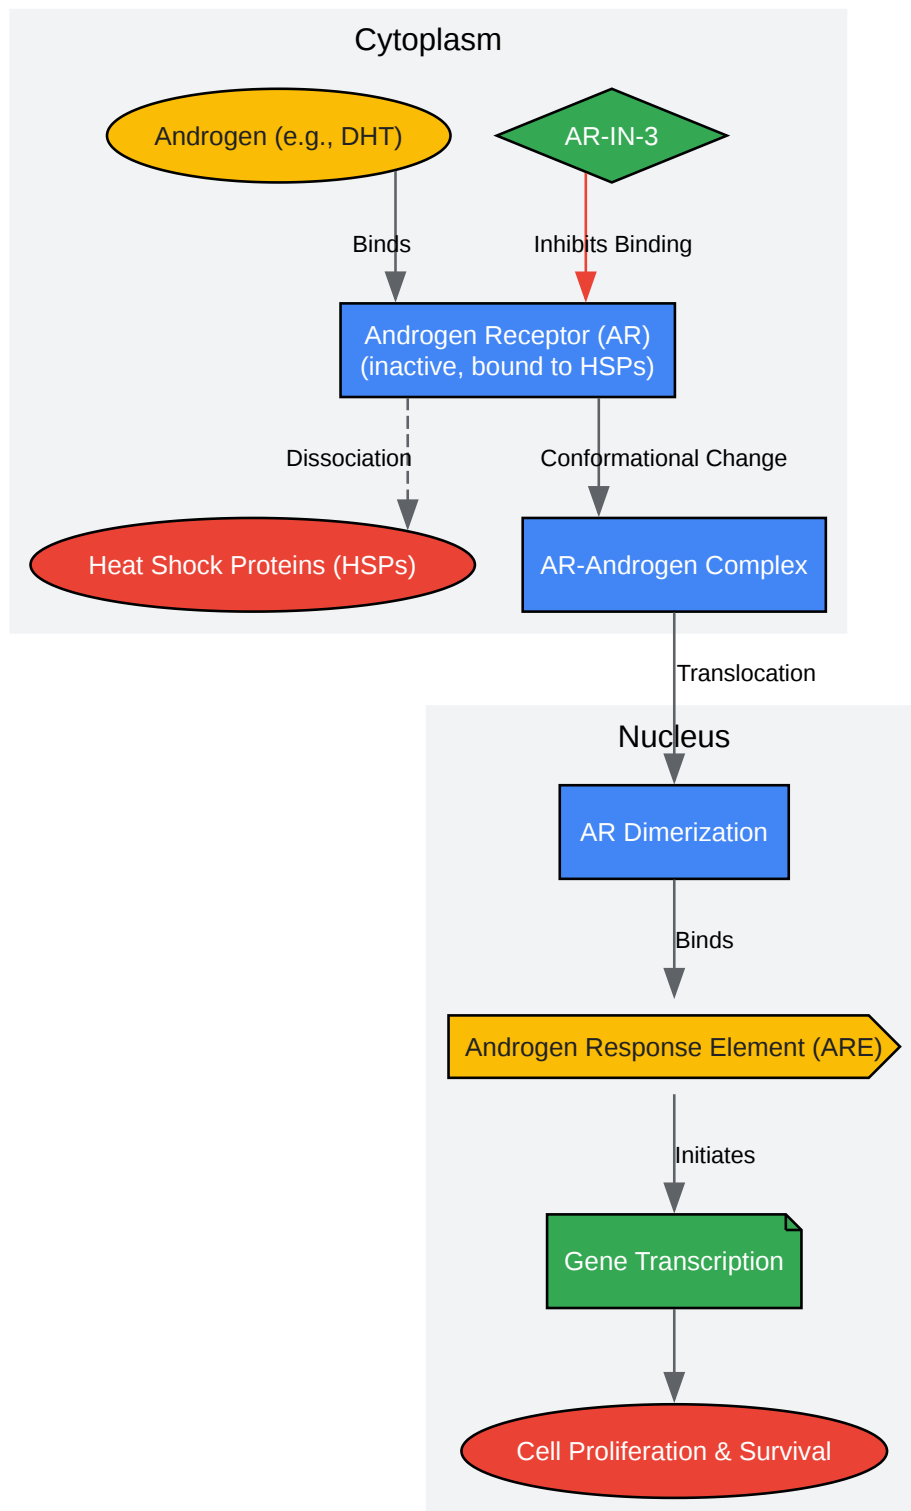 Cytoplasm
Androgen (e.g., DHT)
AR-IN-3
Binds
Inhibits Binding
Androgen Receptor (AR)
(inactive, bound to HSPs)
Dissociation
Conformational Change
Heat Shock Proteins (HSPs)
AR-Androgen Complex
Translocation
Nucleus
AR Dimerization
Binds
Androgen Response Element (ARE)
Initiates
Gene Transcription
Cell Proliferation & Survival